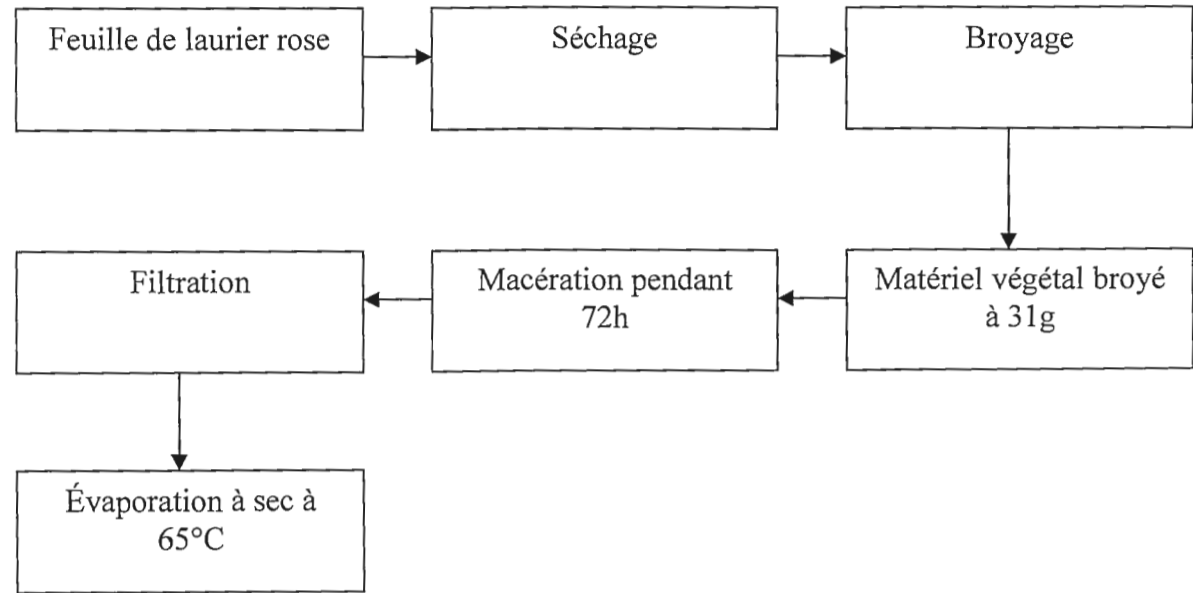 Feuille de laurier rose
Séchage
Broyage
Matériel végétal broyé
à 31g
Macération pendant
72h
Filtration
Évaporation à sec à
65°C